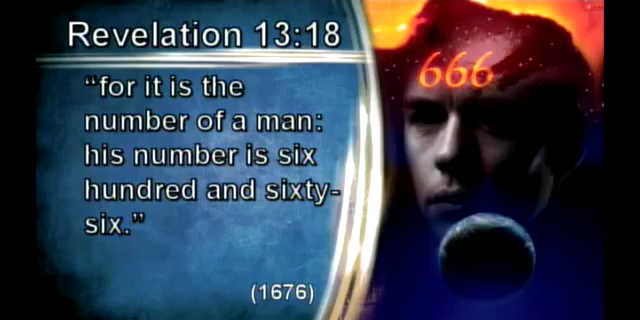 Revelation 13:18
“for it is the
number of a man:
his number is six
hundred and sixty-
six.”
(1676)
666